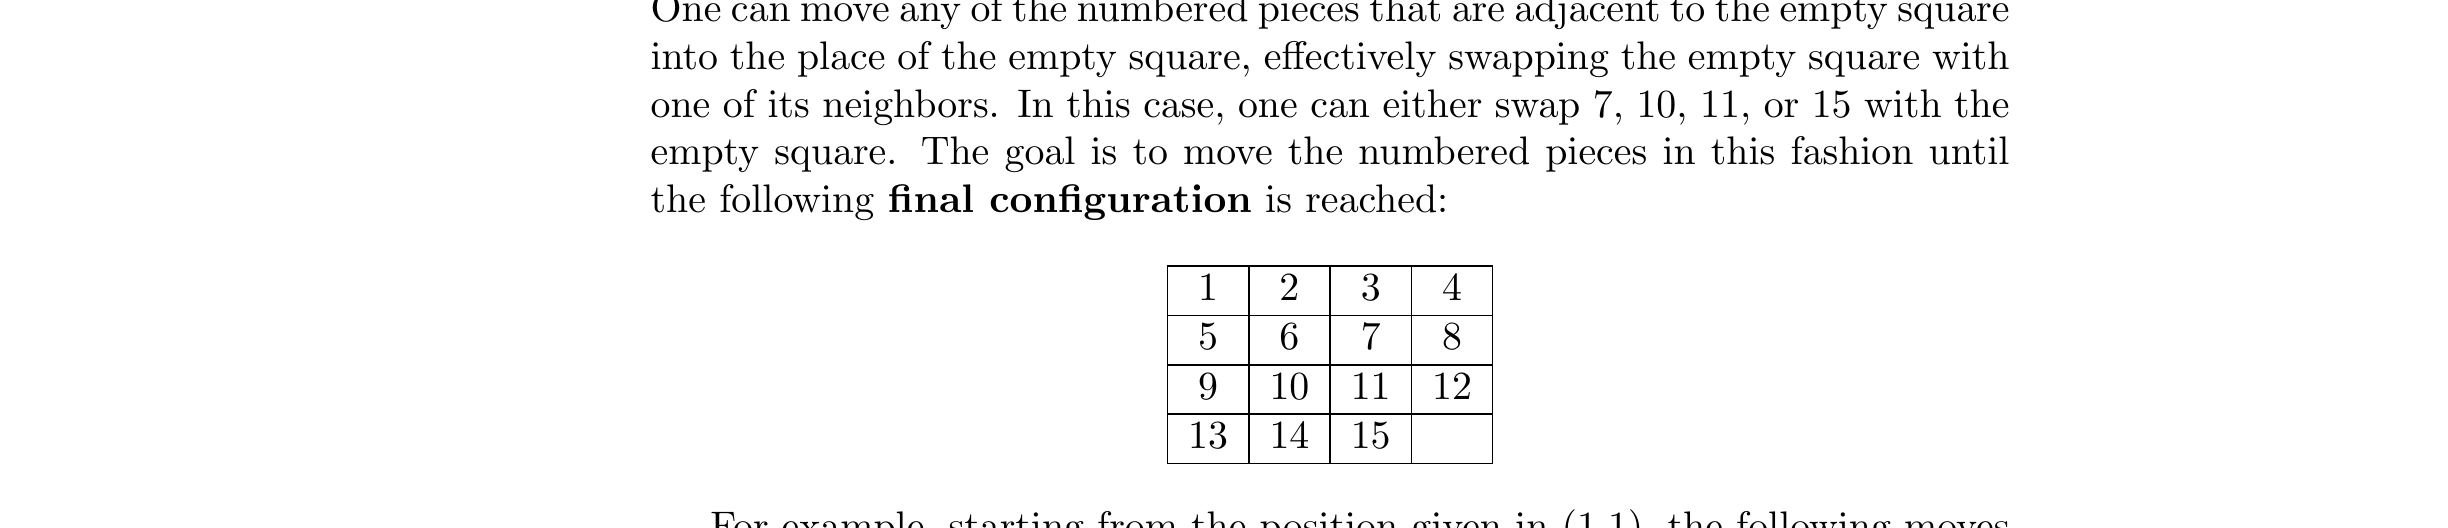 One can move any of the numbered pieces that are adjacent to the empty square
into the place of the empty square, effectively swapping the empty square with
one of its neighbors. In this case, one can either swap 7, 10, 11, or 15 with the
empty square. The goal is to move the numbered pieces in this fashion until
the following final configuration is reached:
1 2 3 4
5 6 7 8
9 10 11 12
13 14 15
For example, starting from the position given in (1.1), the following moves